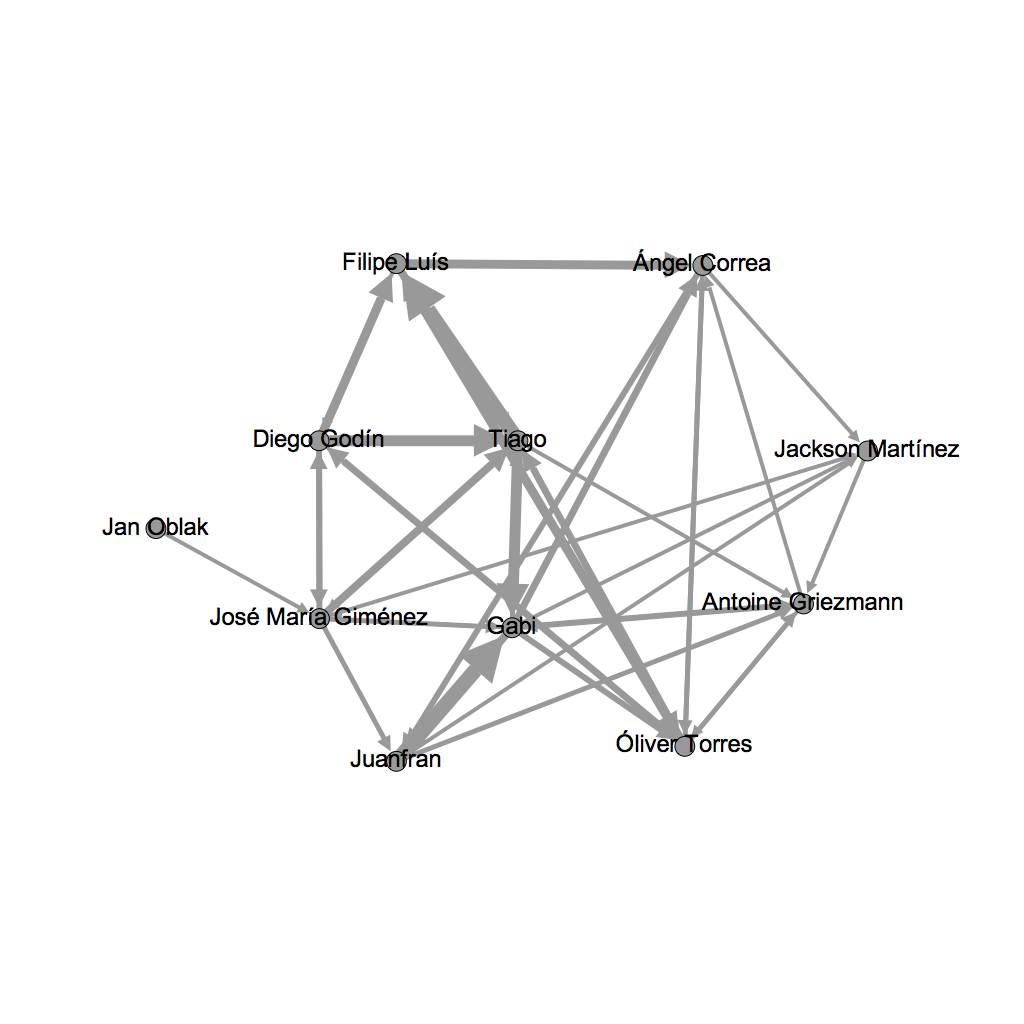 Filipe Luís
Ángel Correa
Diego Godín
Tiago
Jackson Martínez
Jan Oblak
José María Giménez
Gabi
Antoine Griezmann
Juanfran
Óliver Torres